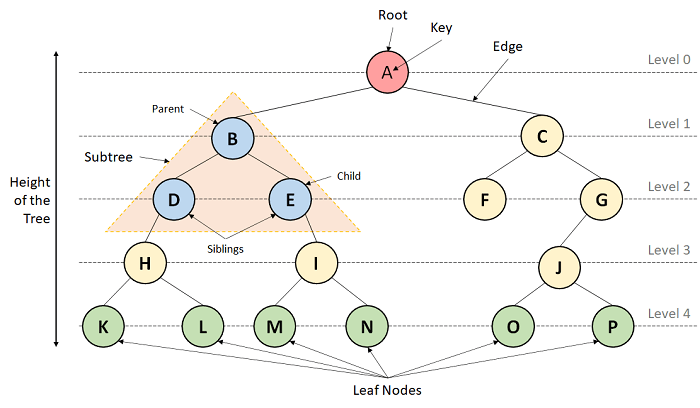 Root
Key
Edge
A
Level 0
Parent
B
C
Level 1
Subtree
Child
Height
of the
Tree
D
E
F
G
Level 2
Siblings
H
I
J
Level 3
K
L
M
N
O
P
Level 4
Leaf Nodes